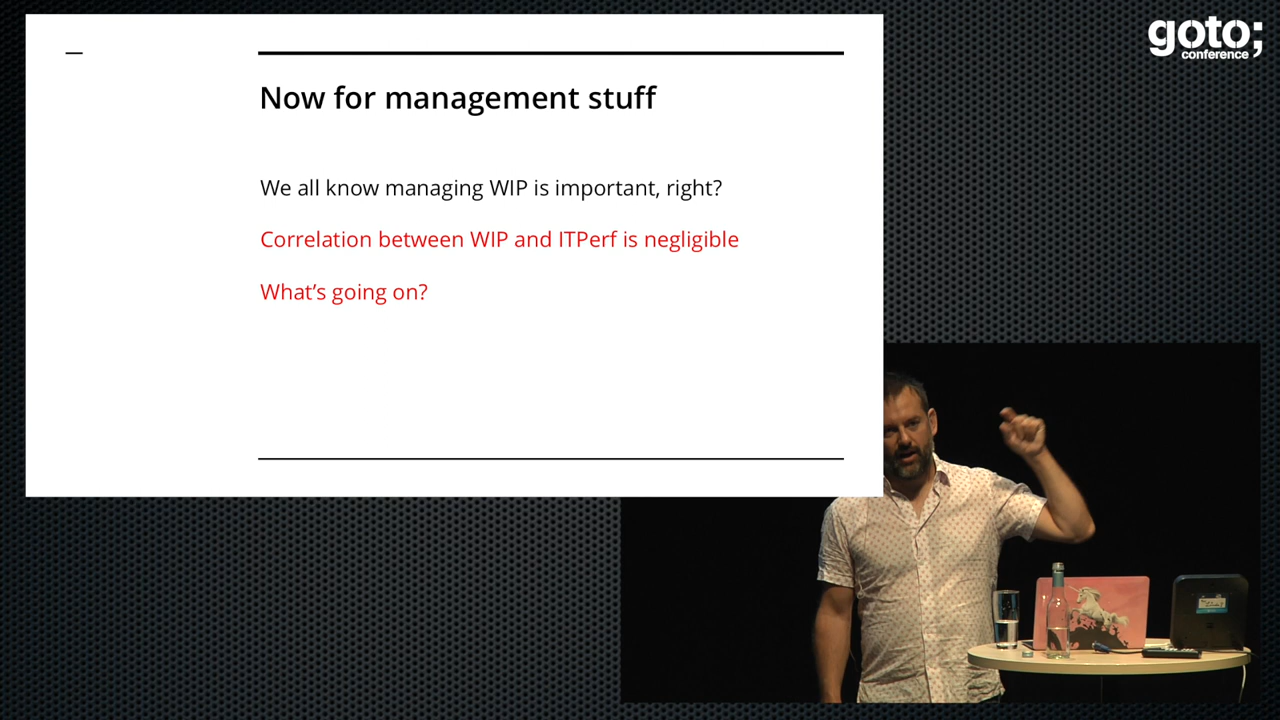 Now for management stuff
We all know managing WIP is important, right?
Correlation between WIP and ITPerf is negligible
What’s going on?
goto;
conference